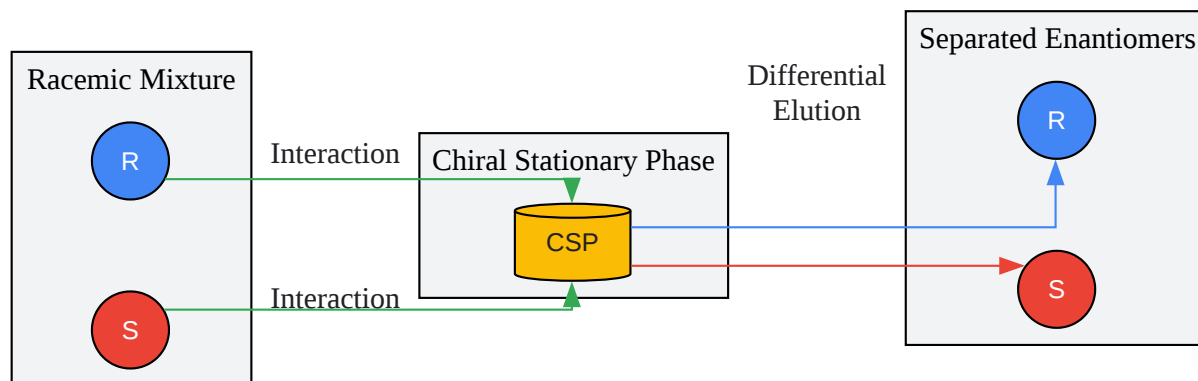 Racemic Mixture
R
S
Interaction
Interaction
Chiral Stationary Phase
CSP
Differential
Elution
Separated Enantiomers
R
S